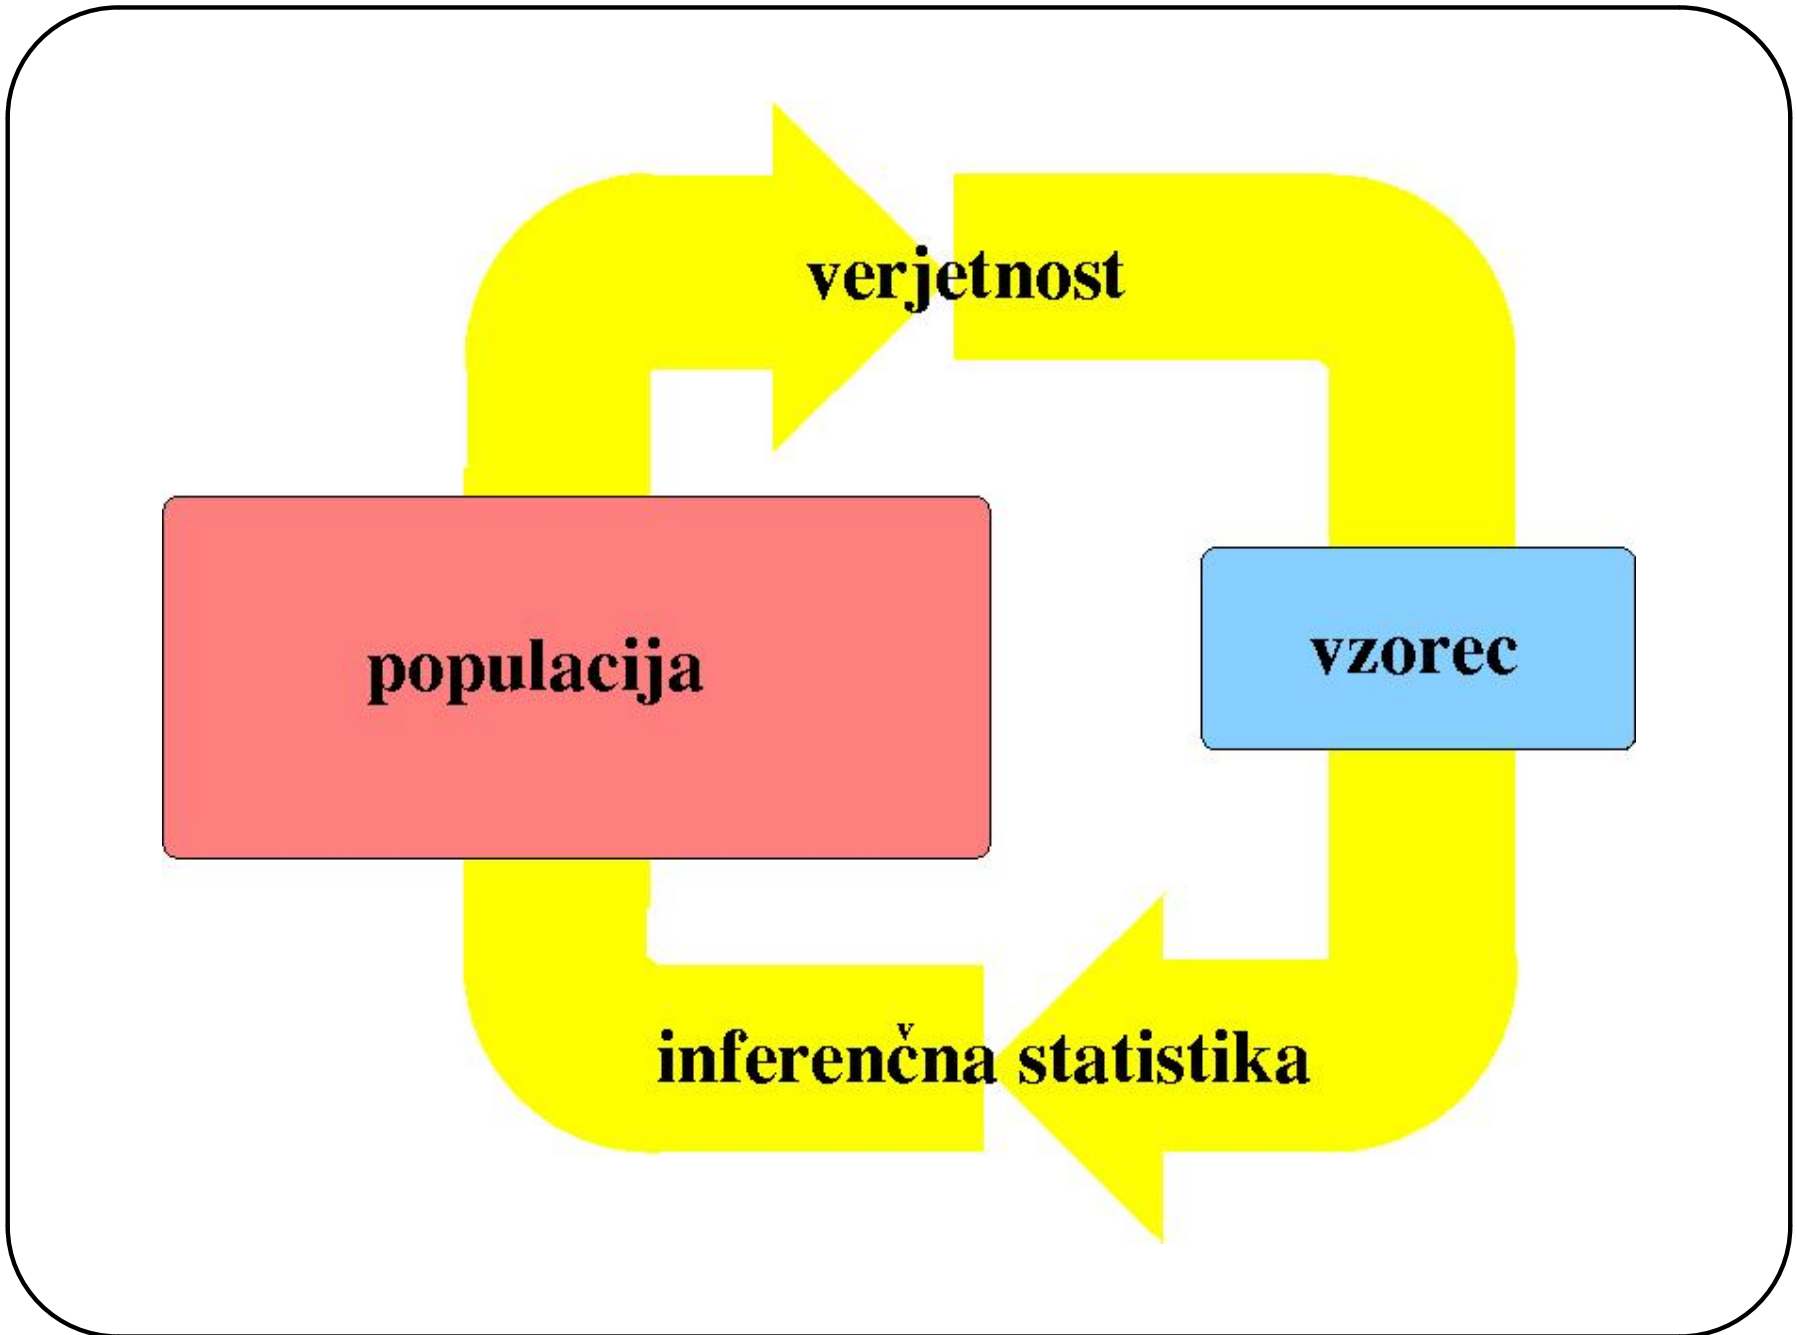 verjetnost
populacija
vzorec
inferenčna statistika